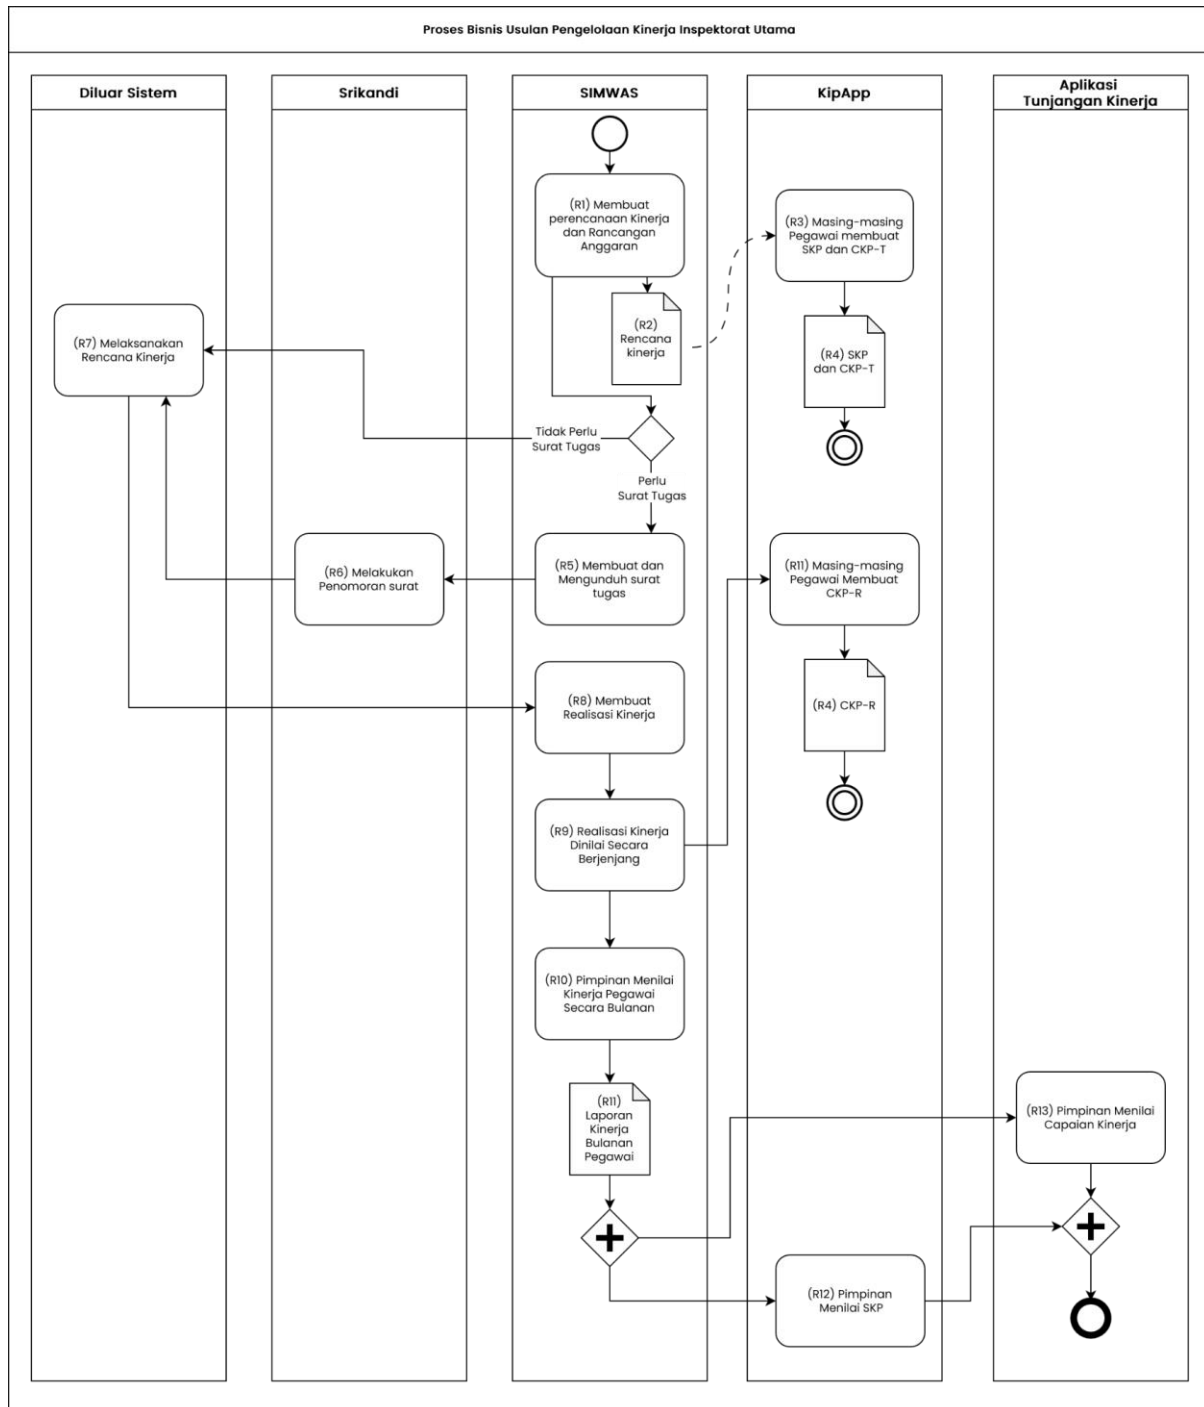 Proses Bisnis Usulan Pengelolaan Kinerja Inspektorat Utama
Diluar Sistem
Srikandi
SIMWAS
KipApp
Aplikasi
Tunjangan Kinerja
(R1) Membuat
perencanaan Kinerja
dan Rancangan
Anggaran
(R3) Masing-masing
Pegawai membuat
SKP dan CKP-T
(R2)
Rencana
kinerja
(R7) Melaksanakan
Rencana Kinerja
(R4) SKP
dan CKP-T
Tidak Perlu
Surat Tugas
Perlu
Surat Tugas
(R6) Melakukan
Penomoran surat
(R5) Membuat dan
Mengunduh surat
tugas
(R11) Masing-masing
Pegawai Membuat
CKP-R
(R8) Membuat
Realisasi Kinerja
(R4) CKP-R
(R9) Realisasi Kinerja
Dinilai Secara
Berjenjang
(R10) Pimpinan Menilai
Kinerja Pegawai
Secara Bulanan
(R11)
Laporan
Kinerja
Bulanan
Pegawai
(R13) Pimpinan Menilai
Capaian Kinerja
(R12) Pimpinan
Menilai SKP